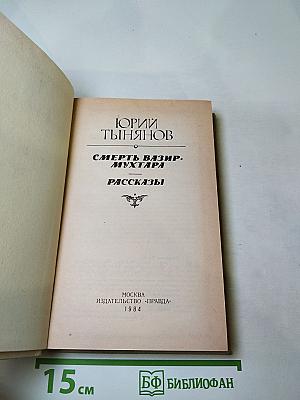 ЮРИЙ
ТЫНЯНОВ
СМЕРТЬ ВАЗИР-
МУХТАРА
РАССКАЗЫ
МОСКВА
ИЗДАТЕЛЬСТВО «ПРАВДА»
1984
15 см
БФ БИБЛИОФАН